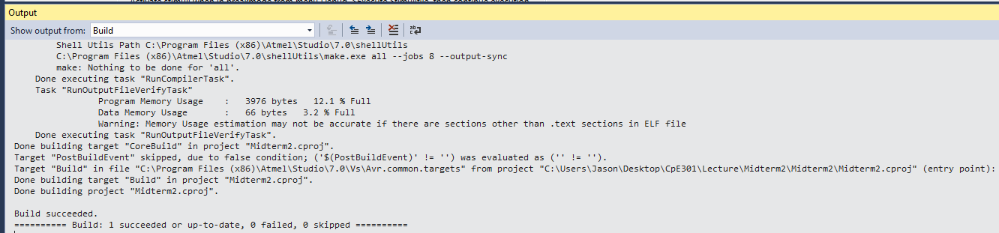 Output
Show output from: Build
Shell Utils Path C:\Program Files (x86)\Atmel\Studio\7.0\shellUtils
C:\Program Files (x86)\Atmel\Studio\7.0\shellUtils\make.exe all --jobs 8 --output-sync
make: Nothing to be done for 'all'.
Done executing task "RunCompilerTask".
Task "RunOutputFileVerifyTask"
Program Memory Usage : 3976 bytes 12.1 % Full
Data Memory Usage : 66 bytes 3.2 % Full
Warning: Memory Usage estimation may not be accurate if there are sections other than .text sections in ELF file
Done executing task "RunOutputFileVerifyTask".
Done building target "CoreBuild" in project "Midterm2.cproj".
Target "PostBuildEvent" skipped, due to false condition; ('$(PostBuildEvent)' != '') was evaluated as ('' != '').
Target "Build" in file "C:\Program Files (x86)\Atmel\Studio\7.0\Vs\Avr.common.targets" from project "C:\Users\Jason\Desktop\CpE301\Lecture\Midterm2\Midterm2\Midterm2.cproj" (entry point):
Done building target "Build" in project "Midterm2.cproj".
Done building project "Midterm2.cproj".
Build succeeded.
========== Build: 1 succeeded or up-to-date, 0 failed, 0 skipped ==========